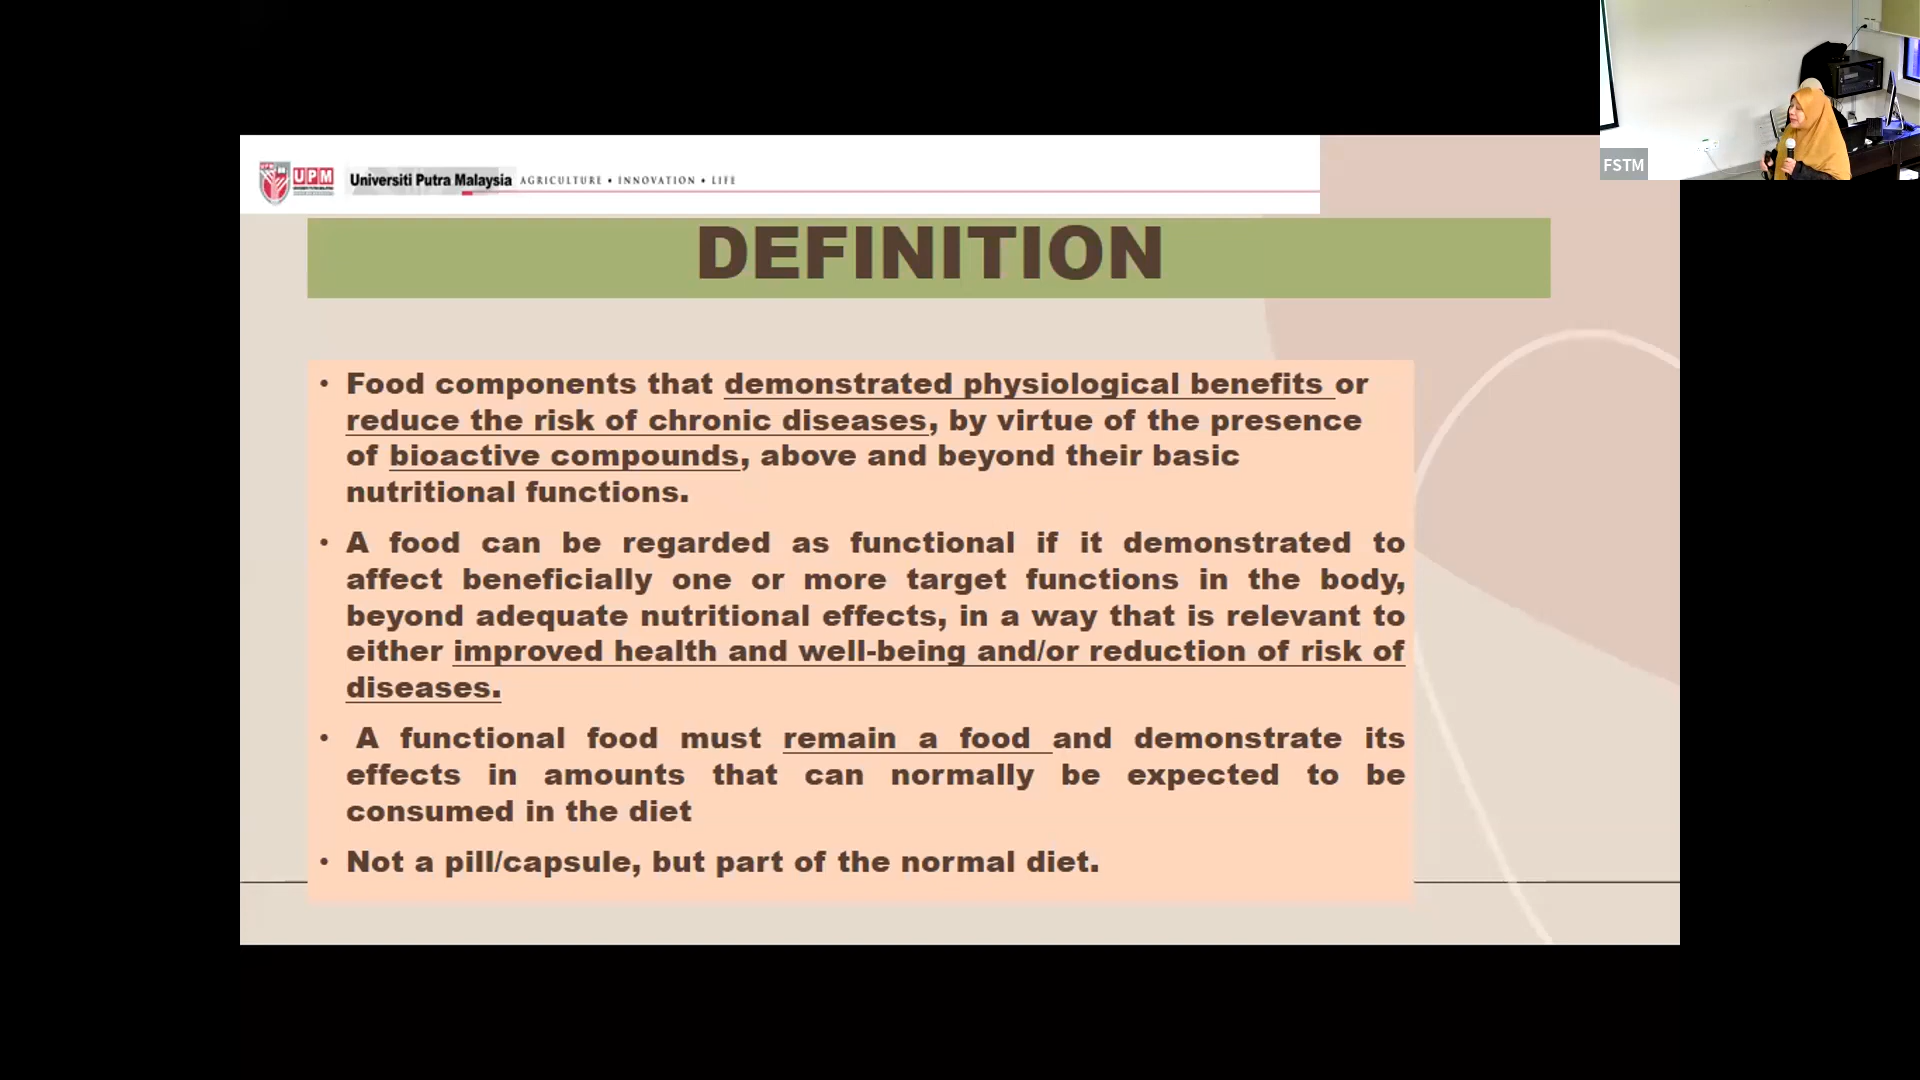 UPM
Universiti Putra Malaysia AGRICULTURE • INNOVATION • LIFE
FSTM
DEFINITION
• Food components that demonstrated physiological benefits or
reduce the risk of chronic diseases, by virtue of the presence
of bioactive compounds, above and beyond their basic
nutritional functions.
• A food can be regarded as functional if it demonstrated to
affect beneficially one or more target functions in the body,
beyond adequate nutritional effects, in a way that is relevant to
either improved health and well-being and/or reduction of risk of
diseases.
• A functional food must remain a food and demonstrate its
effects in amounts that can normally be expected to be
consumed in the diet
• Not a pill/capsule, but part of the normal diet.